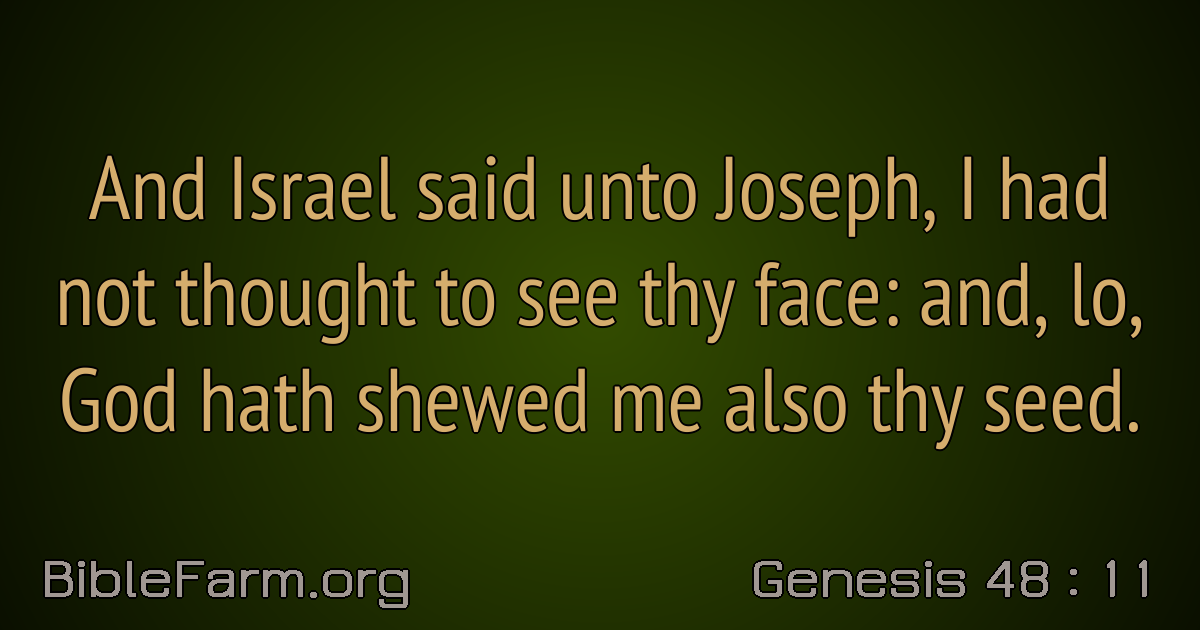 And Israel said unto Joseph, I had
not thought to see thy face: and, lo,
God hath shewed me also thy seed.
BibleFarm.org
Genesis 48 : 11